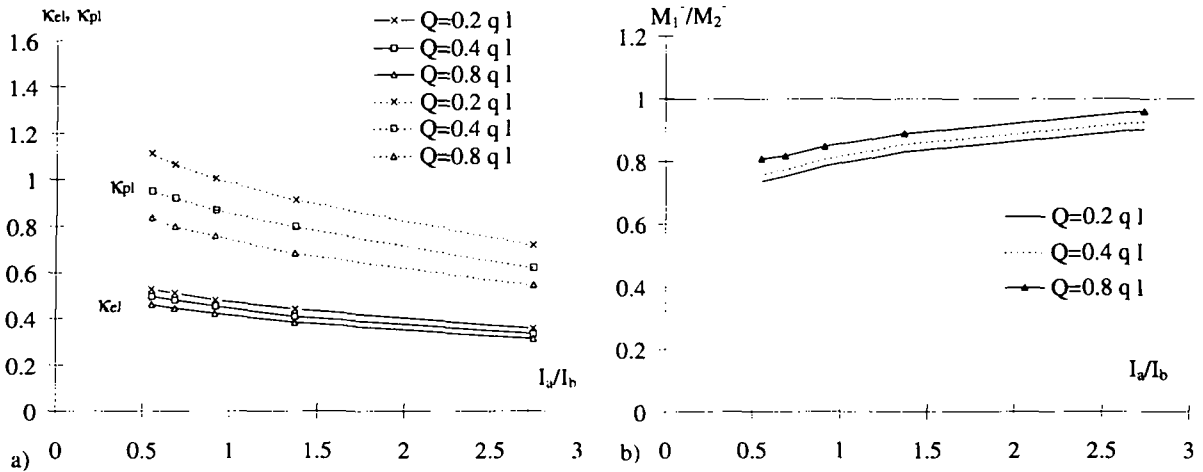 κel, κpl
1.6
1.4
1.2
1
0.8
0.6
0.4
0.2
0
κpl
κel
Q=0.2 q l
Q=0.4 q l
Q=0.8 q l
Q=0.2 q l
Q=0.4 q l
Q=0.8 q l
Ia/Ib
a)
0
0.5
1
1.5
2
2.5
3
M1⁻/M2⁻
1.2
1
0.8
0.6
0.4
0.2
0
Q=0.2 q l
Q=0.4 q l
Q=0.8 q l
Ia/Ib
b)
0
0.5
1
1.5
2
2.5
3